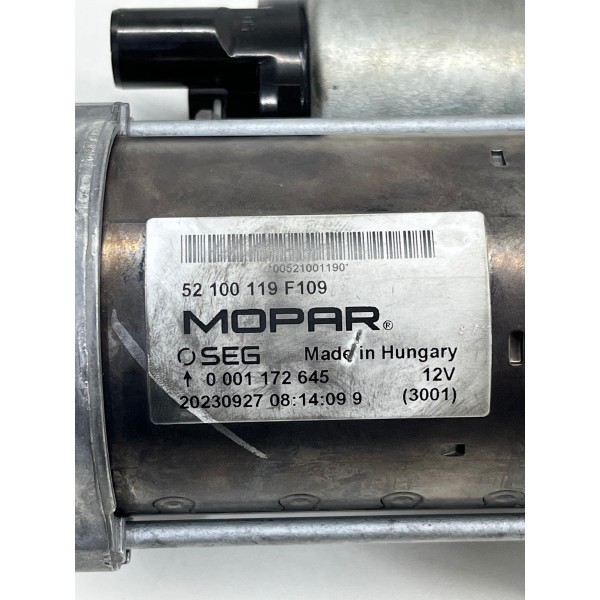 *00521001190*
52 100 119 F109
MOPAR®
SEG Made in Hungary
↑ 0 001 172 645 12V
20230927 08:14:09 9 (3001)